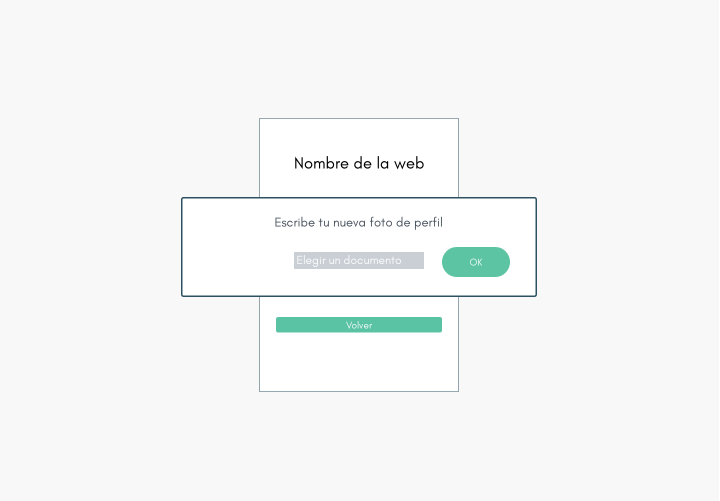 Nombre de la web
Escribe tu nueva foto de perfil
Elegir un documento
OK
Volver